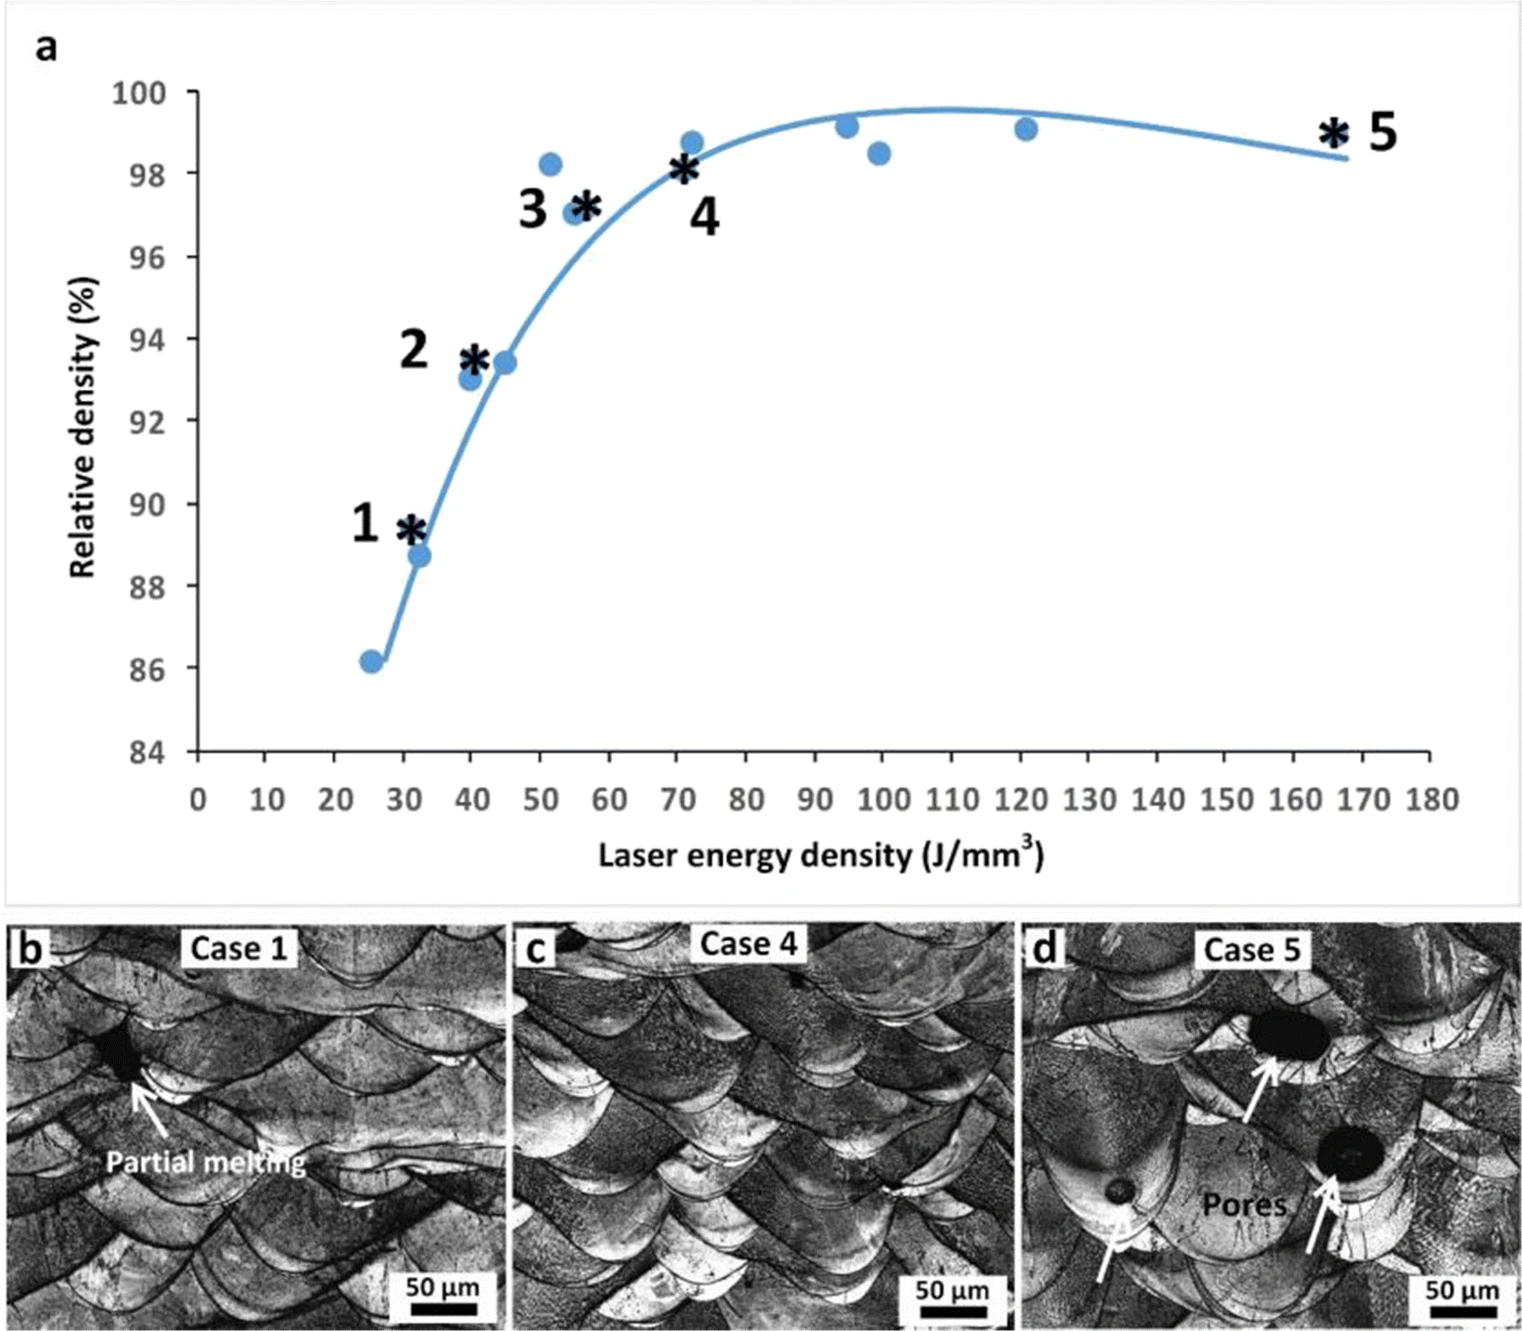 a
100
98
96
94
92
90
88
86
84
Relative density (%)
1
2
3
4
5
0 10 20 30 40 50 60 70 80 90 100 110 120 130 140 150 160 170 180
Laser energy density (J/mm³)
b
Case 1
Partial melting
50 µm
c
Case 4
50 µm
d
Case 5
Pores
50 µm